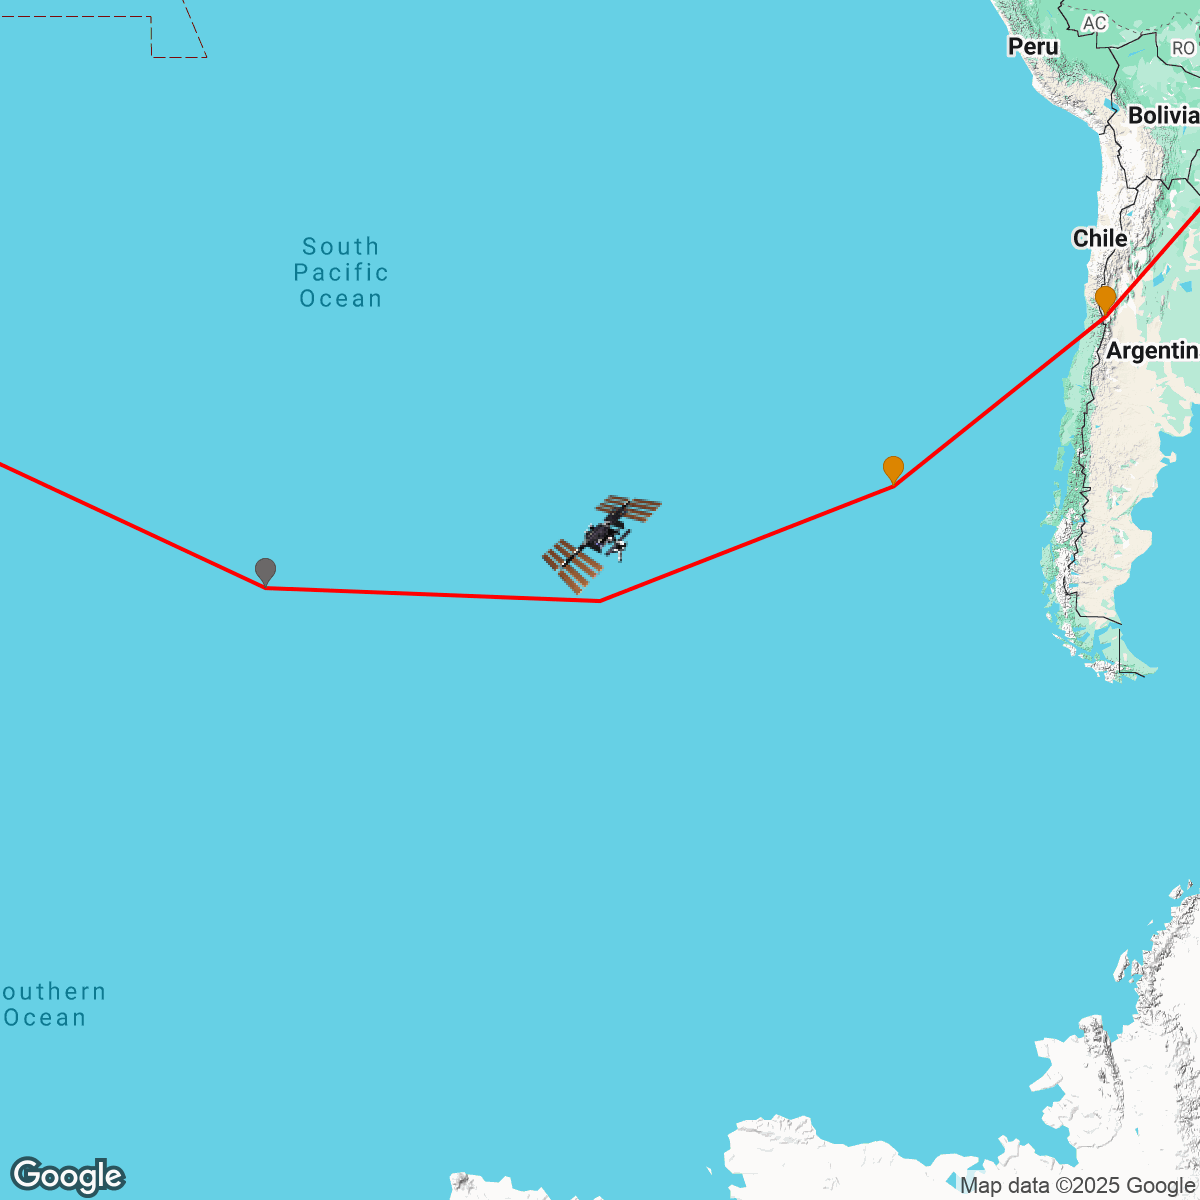 AC
Peru
RO
Bolivia
South
Pacific
Ocean
Chile
Argentin
outhern
Ocean
Google
Map data ©2025 Google